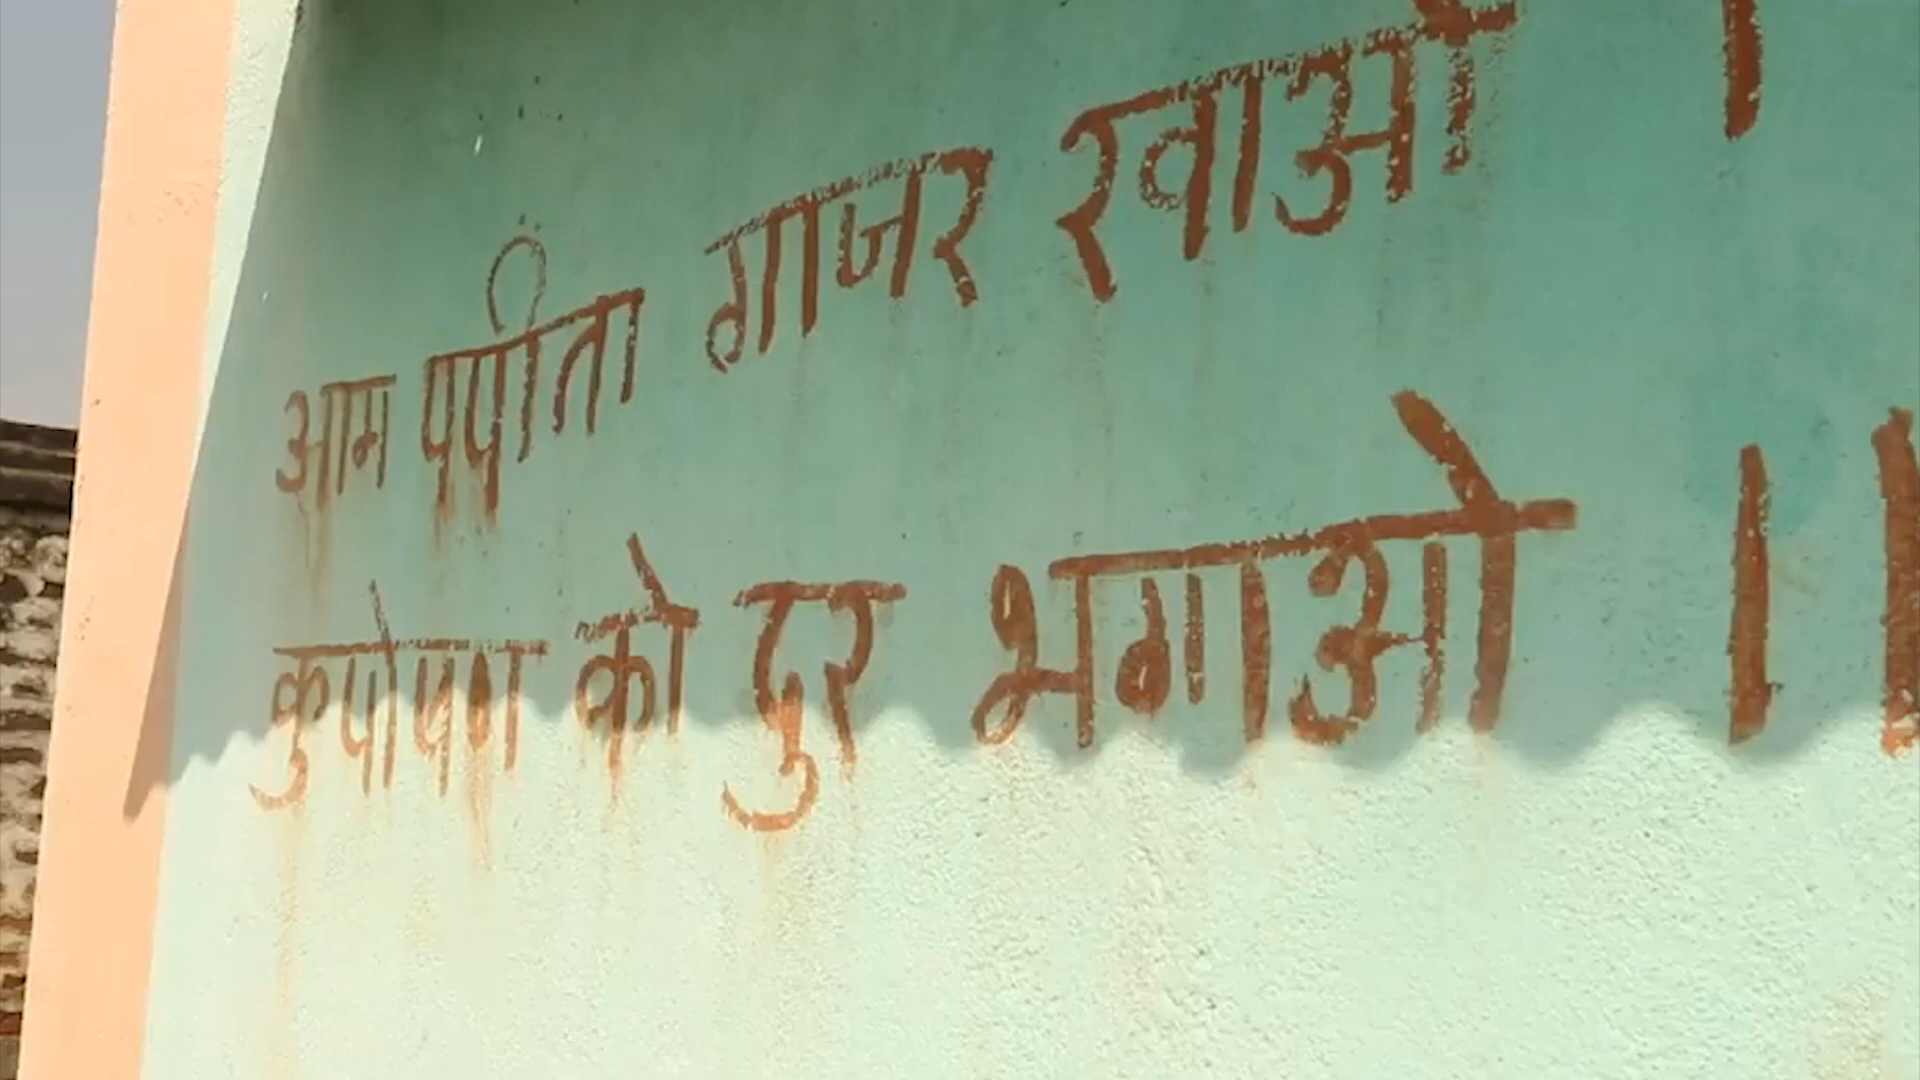 आम पपीता गाजर खाओ ।
कुपोषण को दुर भगाओ ।।